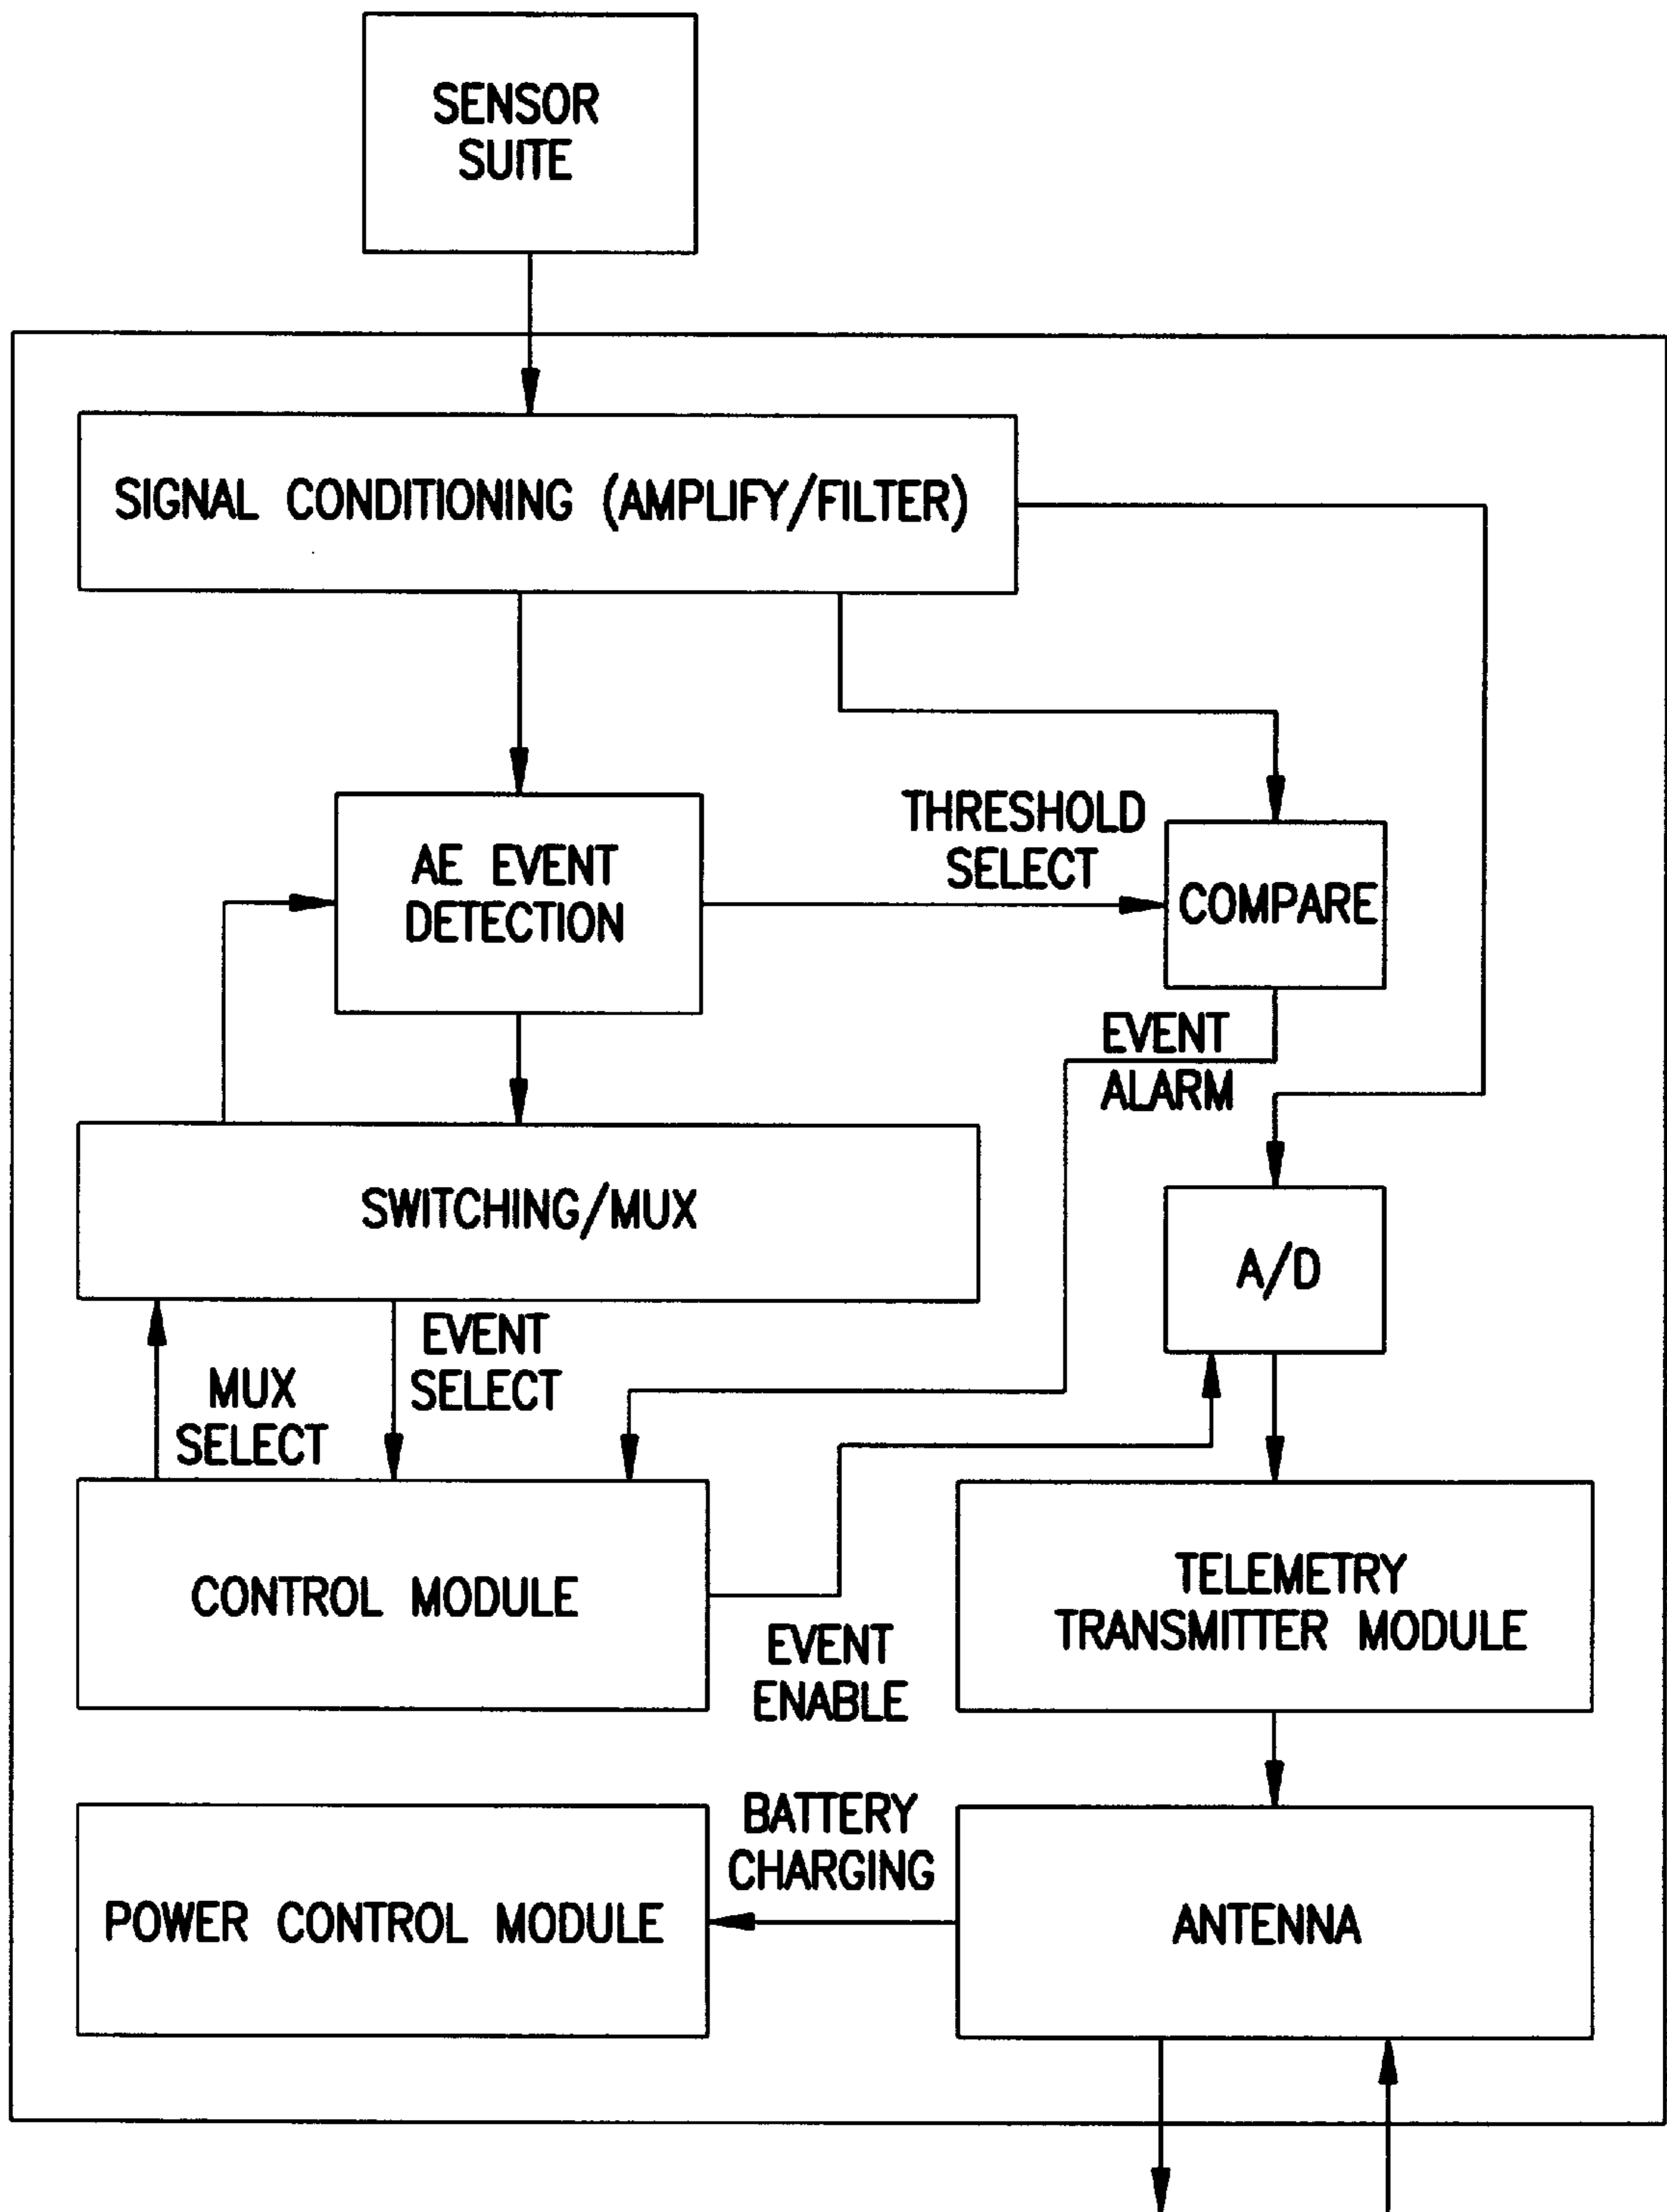 SENSOR
SUITE
SIGNAL CONDITIONING (AMPLIFY/FILTER)
AE EVENT
DETECTION
THRESHOLD
SELECT
COMPARE
EVENT
ALARM
SWITCHING/MUX
A/D
EVENT
SELECT
MUX
SELECT
CONTROL MODULE
TELEMETRY
TRANSMITTER MODULE
EVENT
ENABLE
BATTERY
CHARGING
POWER CONTROL MODULE
ANTENNA